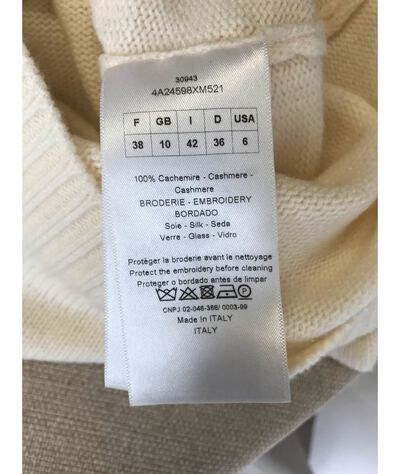 30943
4A24598XM521
F GB I D USA
38 10 42 36 6
100% Cachemire - Cashmere -
Cashmere
BRODERIE - EMBROIDERY
BORDADO
Soie - Silk - Seda
Verre - Glass - Vidro
Protéger la broderie avant le nettoyage
Protect the embroidery before cleaning
Proteger o bordado antes de limpar
CNPJ 02-046-366/ 0003-99
Made in ITALY
ITALY